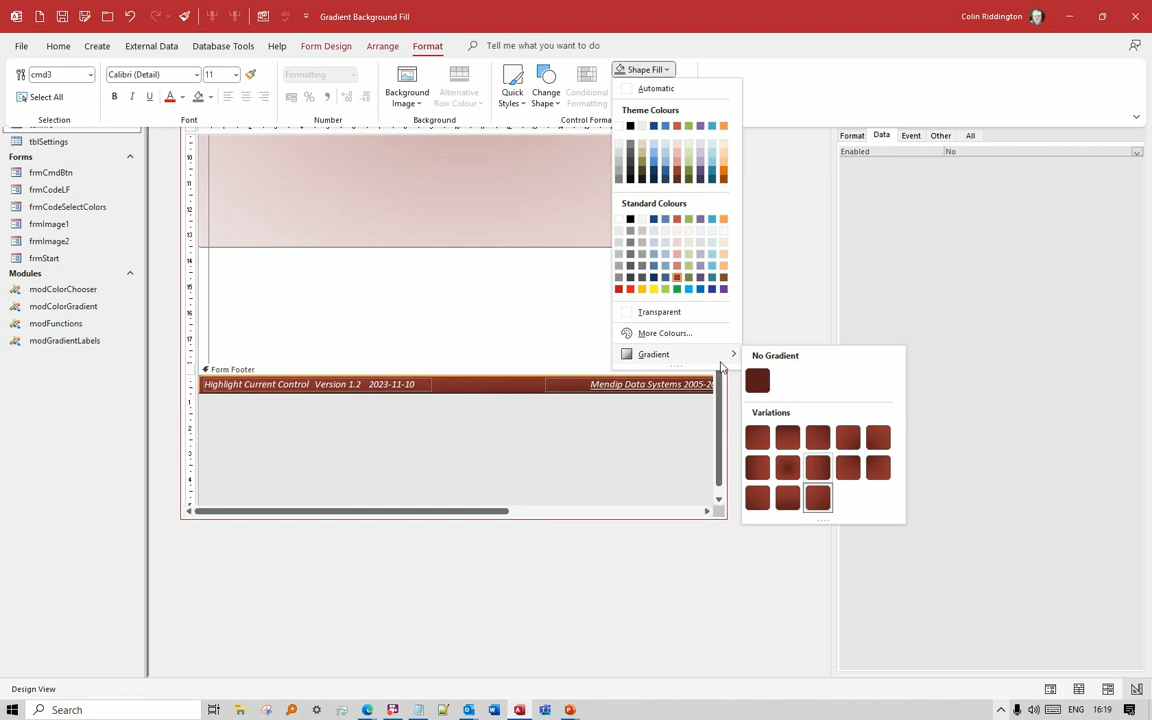 Gradient Background Fill
Colin Riddington
File Home Create External Data Database Tools Help Form Design Arrange Format Tell me what you want to do
cmd3
Select All
Selection
Calibri (Detail) 11
B I U A
Font
Formatting
Number
Background Image
Alternative Row Colour
Background
Quick Styles
Change Shape
Conditional Formatting
Control Forma
Shape Fill
Automatic
Theme Colours
Standard Colours
Transparent
More Colours...
Gradient
No Gradient
Variations
tblSettings
Forms
frmCmdBtn
frmCodeLF
frmCodeSelectColors
frmImage1
frmImage2
frmStart
Modules
modColorChooser
modColorGradient
modFunctions
modGradientLabels
Form Footer
Highlight Current Control Version 1.2 2023-11-10
Mendip Data Systems 2005-20
Format Data Event Other All
Enabled No
Design View
Search
ENG 16:19